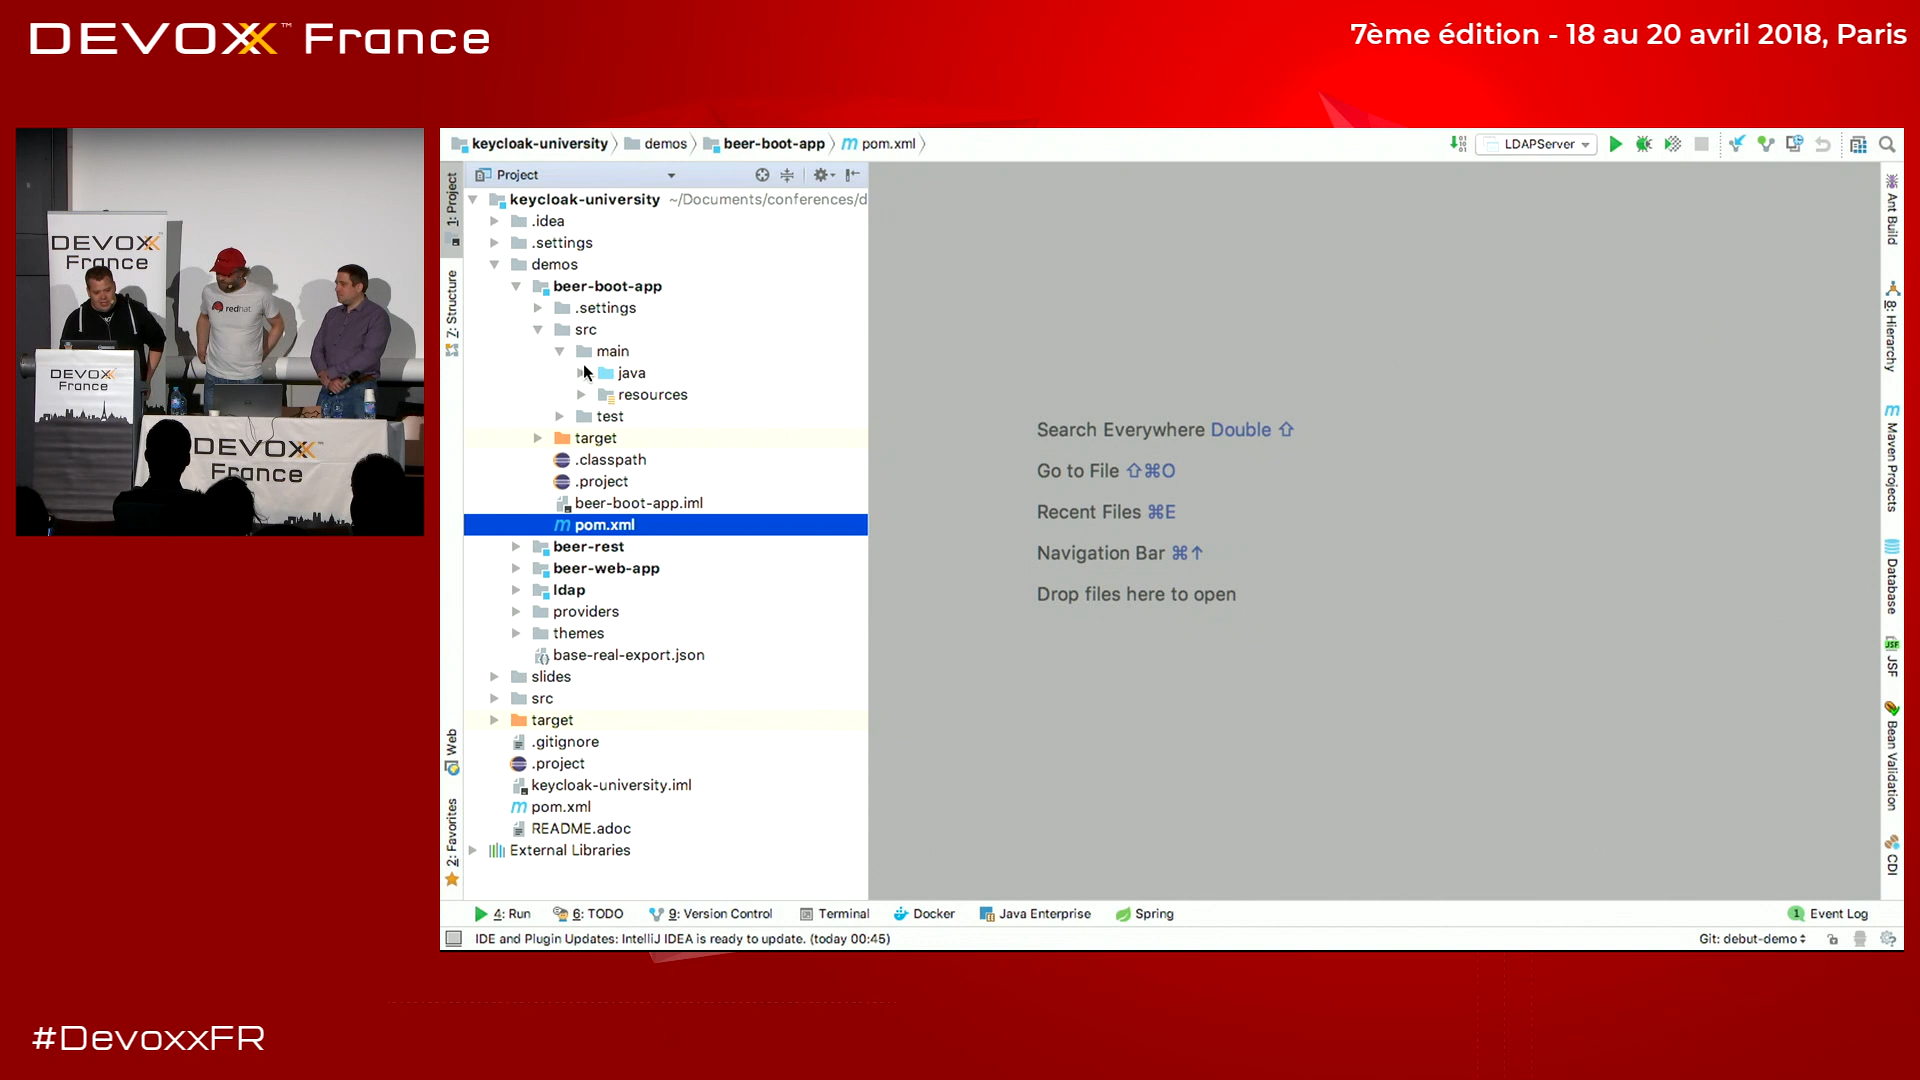 DEVOXX™ France
7ème édition - 18 au 20 avril 2018, Paris
DEVOXX™
France
redhat.
DEVOXX
France
DEVOXX™
France
keycloak-university
demos
beer-boot-app
pom.xml
LDAPServer
1: Project
7: Structure
Web
2: Favorites
Project
keycloak-university ~/Documents/conferences/d
.idea
.settings
demos
beer-boot-app
.settings
src
main
java
resources
test
target
.classpath
.project
beer-boot-app.iml
pom.xml
beer-rest
beer-web-app
ldap
providers
themes
base-real-export.json
slides
src
target
.gitignore
.project
keycloak-university.iml
pom.xml
README.adoc
External Libraries
Search Everywhere Double ⇧
Go to File ⇧⌘O
Recent Files ⌘E
Navigation Bar ⌘↑
Drop files here to open
Ant Build
8: Hierarchy
Maven Projects
Database
JSF
Bean Validation
CDI
4: Run
6: TODO
9: Version Control
Terminal
Docker
Java Enterprise
Spring
1 Event Log
IDE and Plugin Updates: IntelliJ IDEA is ready to update. (today 00:45)
Git: debut-demo
#DevoxxFR